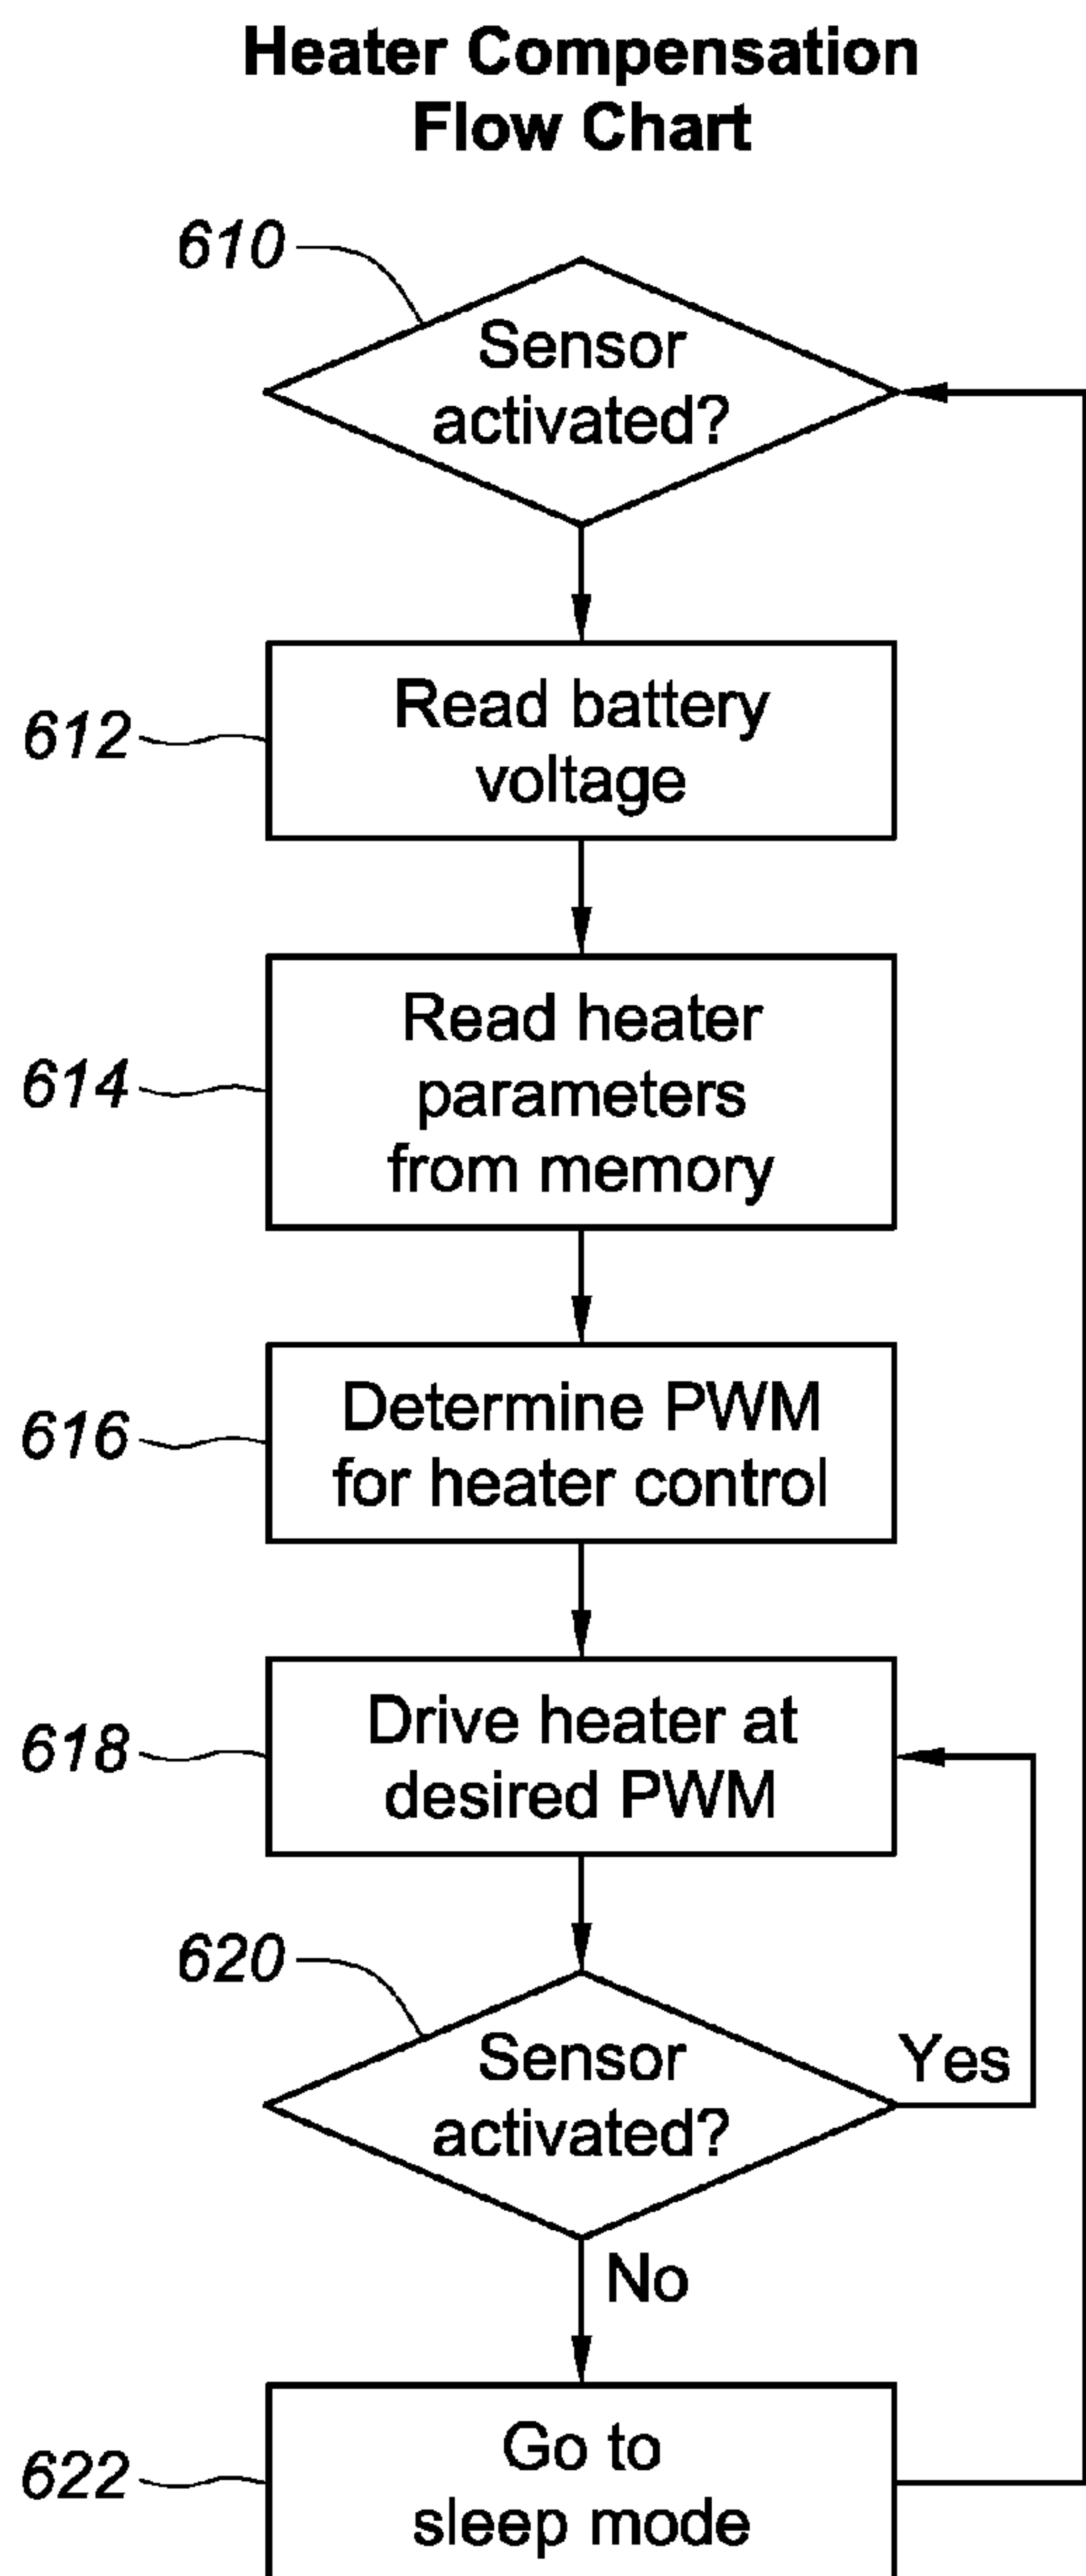 Heater Compensation
Flow Chart
610
Sensor
activated?
612
Read battery
voltage
614
Read heater
parameters
from memory
616
Determine PWM
for heater control
618
Drive heater at
desired PWM
620
Sensor
activated?
Yes
No
622
Go to
sleep mode